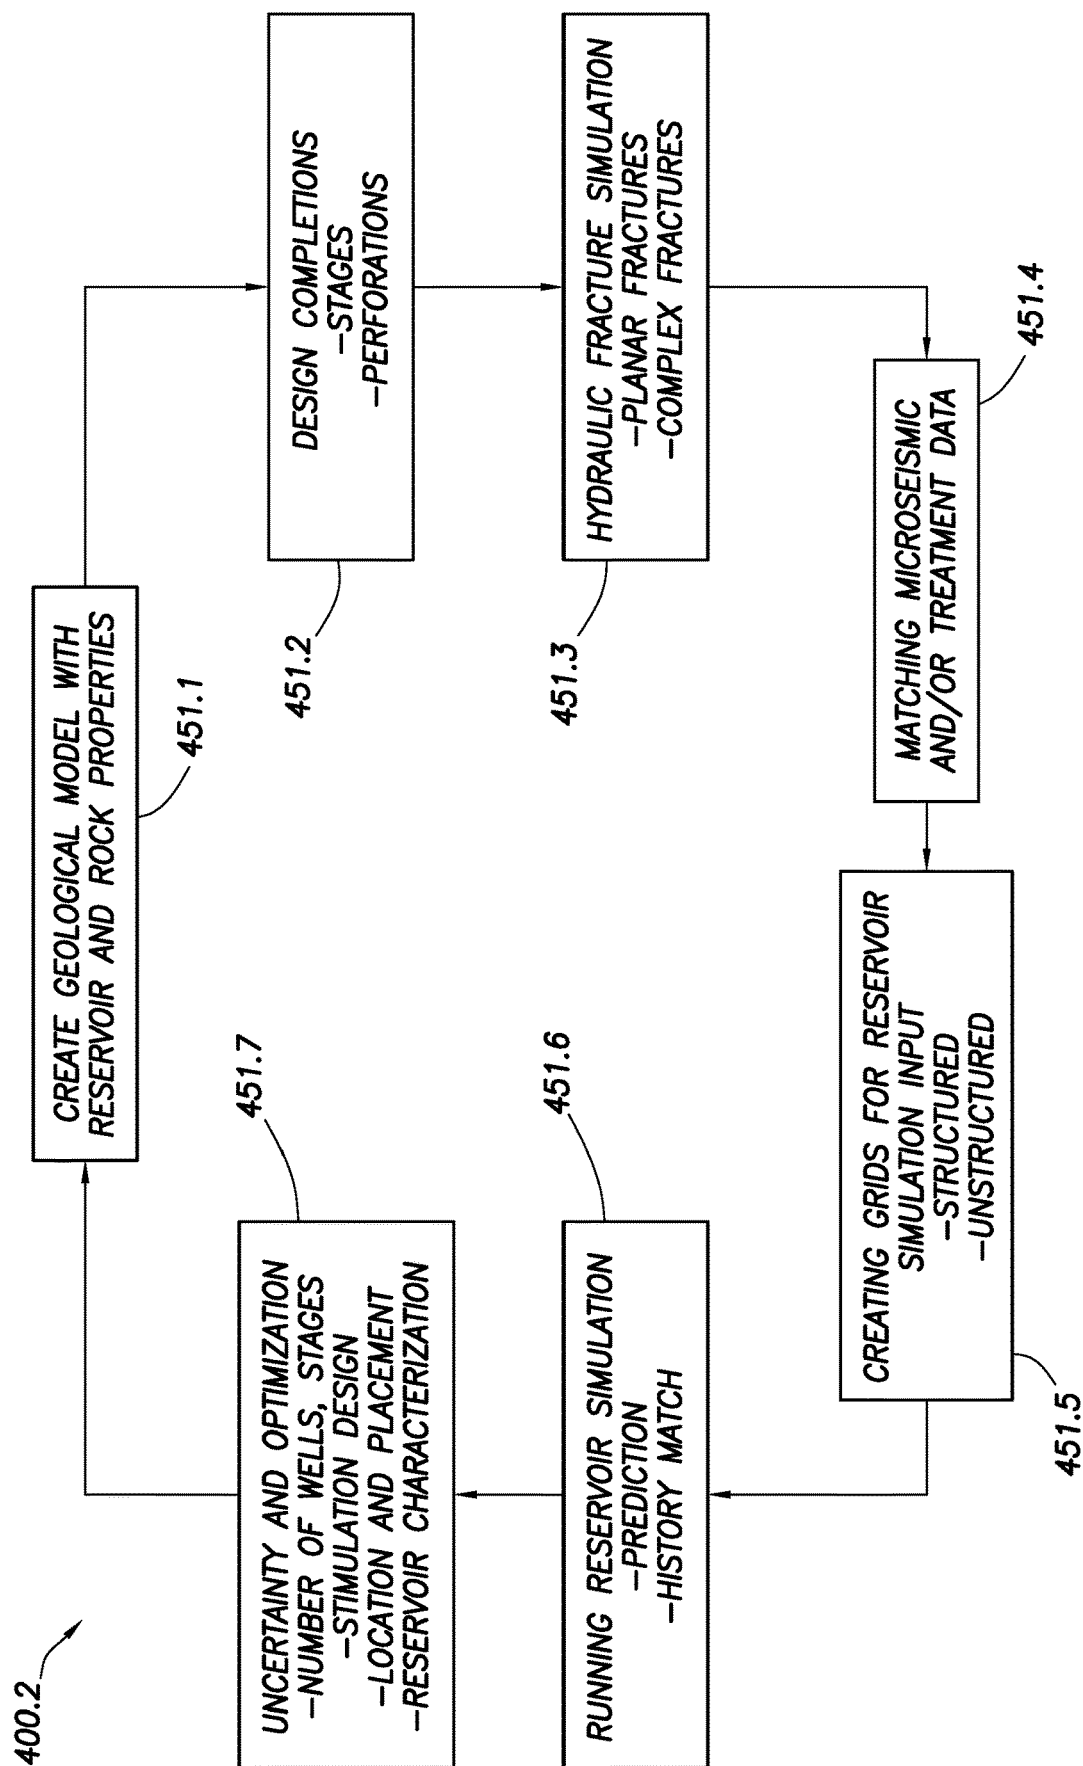 400.2
CREATE GEOLOGICAL MODEL WITH
RESERVOIR AND ROCK PROPERTIES
451.1
DESIGN COMPLETIONS
-STAGES
-PERFORATIONS
451.2
HYDRAULIC FRACTURE SIMULATION
-PLANAR FRACTURES
-COMPLEX FRACTURES
451.3
MATCHING MICROSEISMIC
AND/OR TREATMENT DATA
451.4
CREATING GRIDS FOR RESERVOIR
SIMULATION INPUT
-STRUCTURED
-UNSTRUCTURED
451.5
RUNNING RESERVOIR SIMULATION
-PREDICTION
-HISTORY MATCH
451.6
UNCERTAINTY AND OPTIMIZATION
-NUMBER OF WELLS, STAGES
-STIMULATION DESIGN
-LOCATION AND PLACEMENT
-RESERVOIR CHARACTERIZATION
451.7